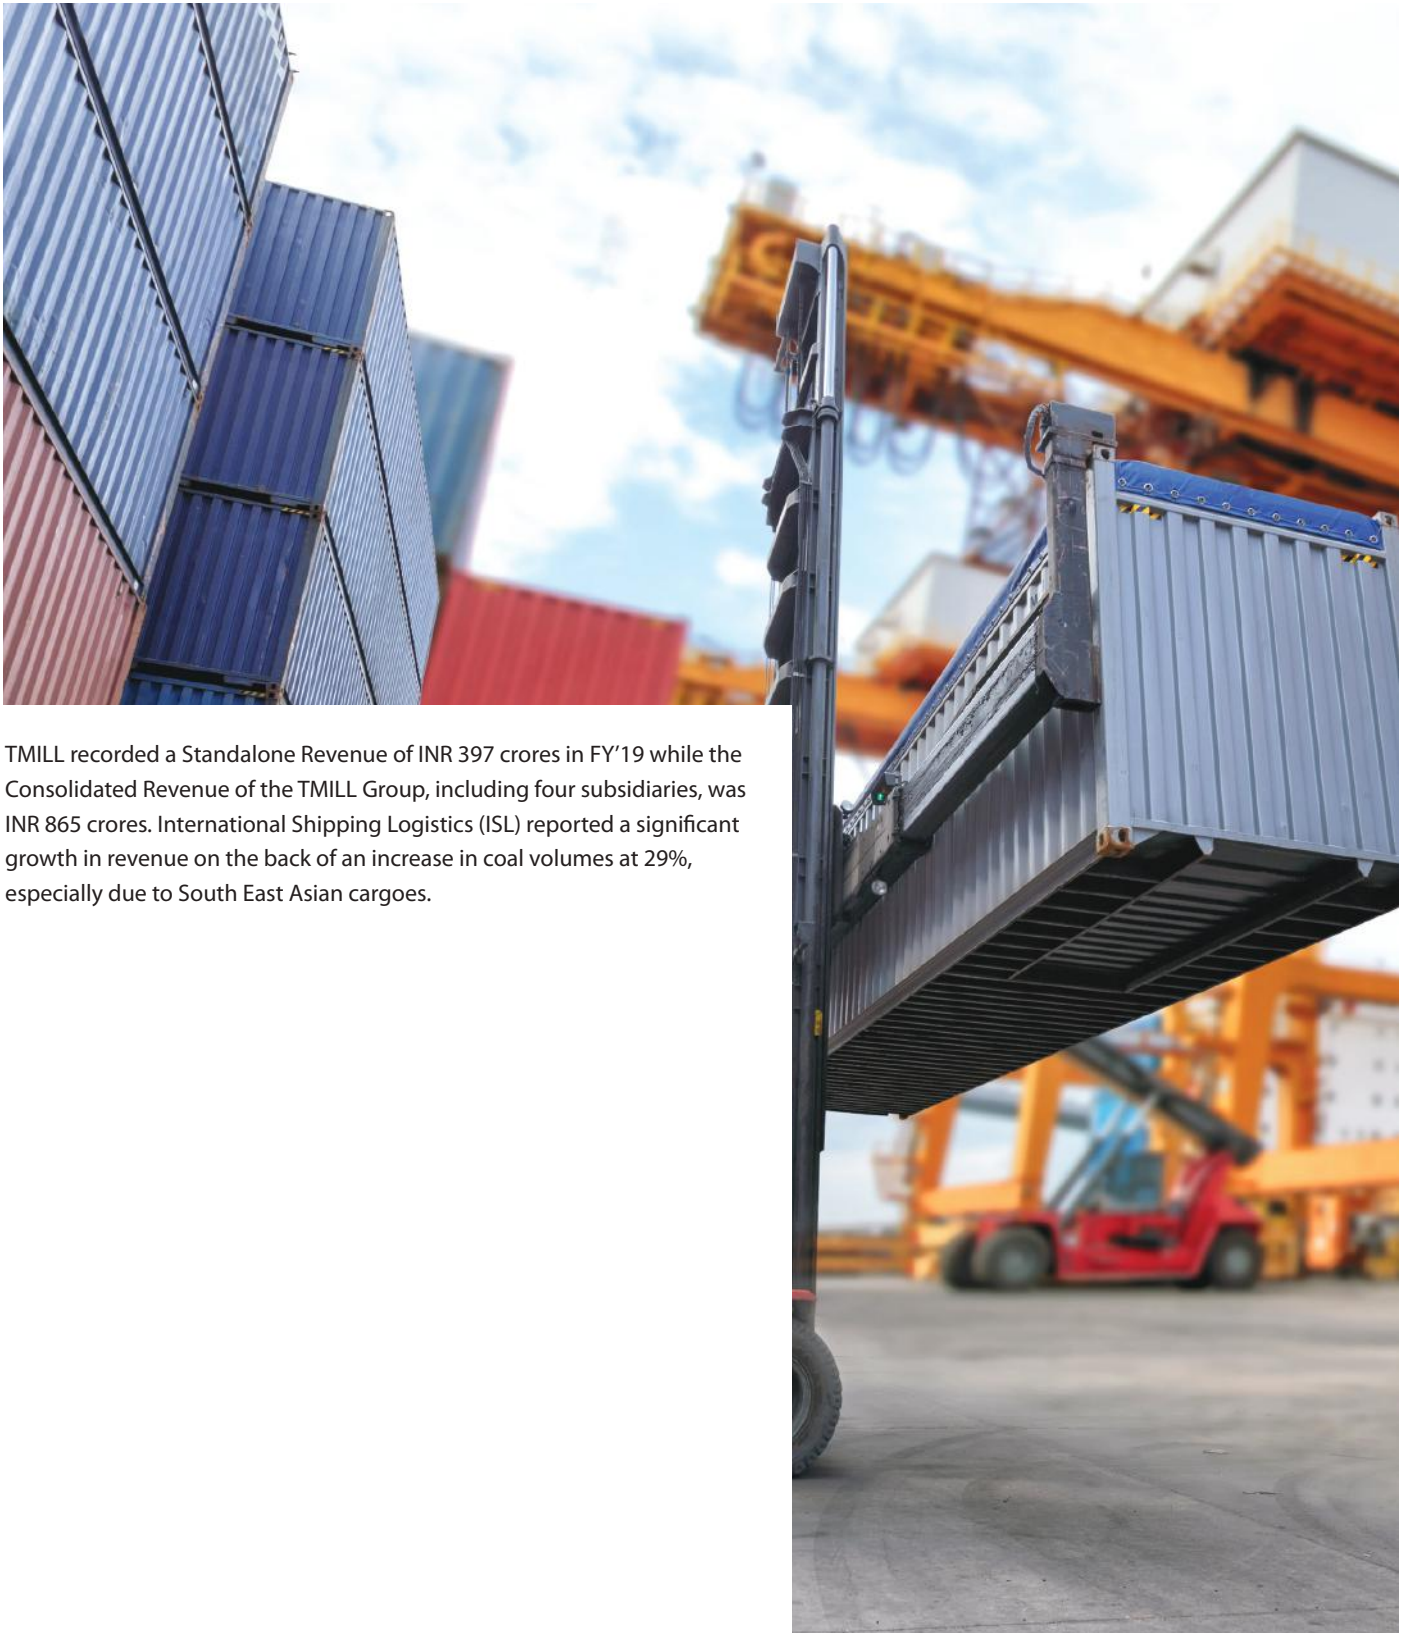 TMILL recorded a Standalone Revenue of INR 397 crores in FY’19 while the
Consolidated Revenue of the TMILL Group, including four subsidiaries, was
INR 865 crores. International Shipping Logistics (ISL) reported a significant
growth in revenue on the back of an increase in coal volumes at 29%,
especially due to South East Asian cargoes.